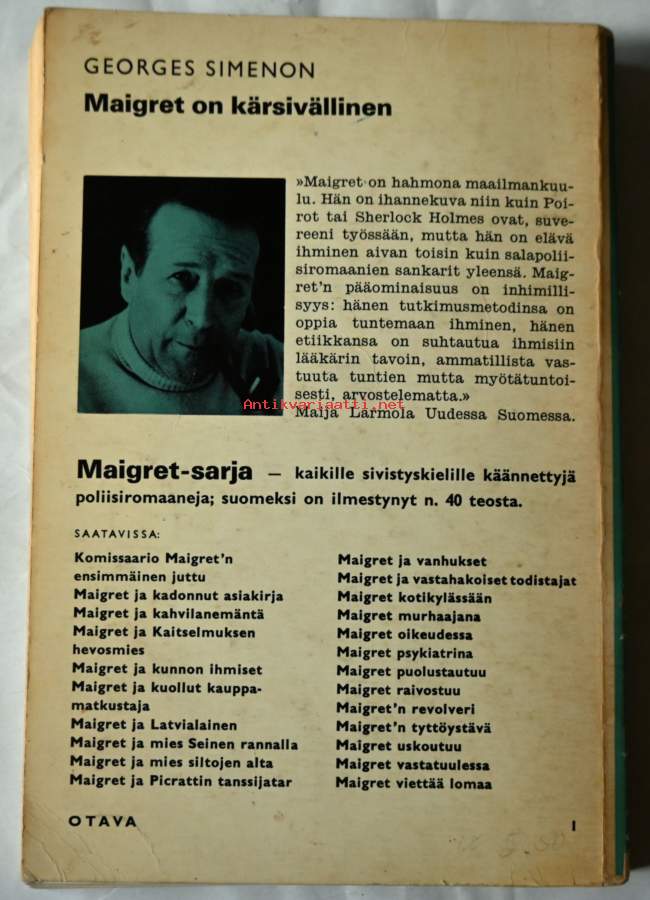 GEORGES SIMENON
Maigret on kärsivällinen
»Maigret on hahmona maailmankuu-
lu. Hän on ihannekuva niin kuin Poi-
rot tai Sherlock Holmes ovat, suve-
reeni työssään, mutta hän on elävä
ihminen aivan toisin kuin salapolii-
siromaanien sankarit yleensä. Maig-
ret'n pääominaisuus on inhimilli-
syys: hänen tutkimusmetodinsa on
oppia tuntemaan ihminen, hänen
etiikkansa on suhtautua ihmisiin
lääkärin tavoin, ammatillista vas-
tuuta tuntien mutta myötätuntoi-
sesti, arvostelematta.»
Antikvariaatti.net
Maija Larmola Uudessa Suomessa.
Maigret-sarja — kaikille sivistyskielille käännettyjä
poliisiromaaneja; suomeksi on ilmestynyt n. 40 teosta.
SAATAVISSA:
Komissaario Maigret'n
ensimmäinen juttu
Maigret ja kadonnut asiakirja
Maigret ja kahvilanemäntä
Maigret ja Kaitselmuksen
hevosmies
Maigret ja kunnon ihmiset
Maigret ja kuollut kauppa-
matkustaja
Maigret ja Latvialainen
Maigret ja mies Seinen rannalla
Maigret ja mies siltojen alta
Maigret ja Picrattin tanssijatar
Maigret ja vanhukset
Maigret ja vastahakoiset todistajat
Maigret kotikylässään
Maigret murhaajana
Maigret oikeudessa
Maigret psykiatrina
Maigret puolustautuu
Maigret raivostuu
Maigret'n revolveri
Maigret'n tyttöystävä
Maigret uskoutuu
Maigret vastatuulessa
Maigret viettää lomaa
OTAVA
1